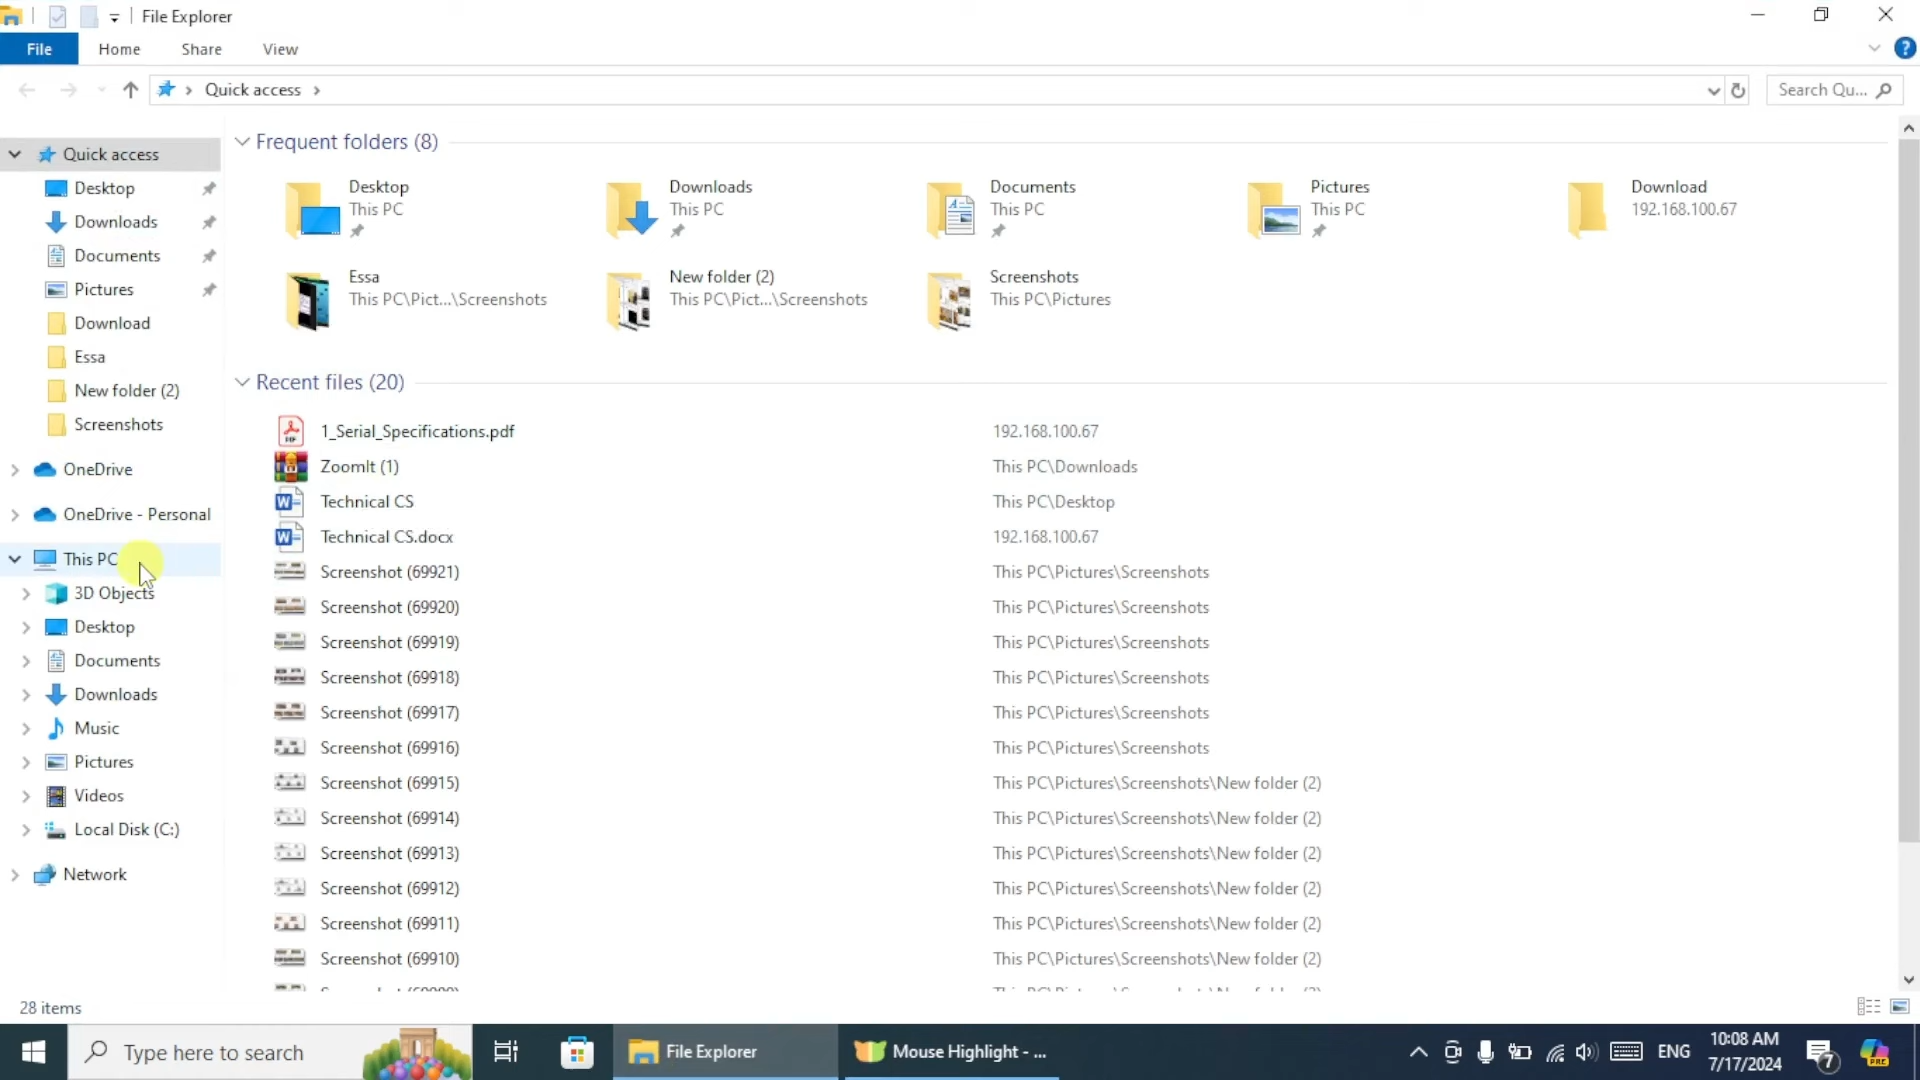 File Explorer
File Home Share View
Quick access
Search Qu...
Quick access
Desktop
Downloads
Documents
Pictures
Download
Essa
New folder (2)
Screenshots
OneDrive
OneDrive - Personal
This PC
3D Objects
Desktop
Documents
Downloads
Music
Pictures
Videos
Local Disk (C:)
Network
Frequent folders (8)
Desktop
This PC
Downloads
This PC
Documents
This PC
Pictures
This PC
Download
192.168.100.67
Essa
This PC\Pict...\Screenshots
New folder (2)
This PC\Pict...\Screenshots
Screenshots
This PC\Pictures
Recent files (20)
1_Serial_Specifications.pdf 192.168.100.67
ZoomIt (1) This PC\Downloads
Technical CS This PC\Desktop
Technical CS.docx 192.168.100.67
Screenshot (69921) This PC\Pictures\Screenshots
Screenshot (69920) This PC\Pictures\Screenshots
Screenshot (69919) This PC\Pictures\Screenshots
Screenshot (69918) This PC\Pictures\Screenshots
Screenshot (69917) This PC\Pictures\Screenshots
Screenshot (69916) This PC\Pictures\Screenshots
Screenshot (69915) This PC\Pictures\Screenshots\New folder (2)
Screenshot (69914) This PC\Pictures\Screenshots\New folder (2)
Screenshot (69913) This PC\Pictures\Screenshots\New folder (2)
Screenshot (69912) This PC\Pictures\Screenshots\New folder (2)
Screenshot (69911) This PC\Pictures\Screenshots\New folder (2)
Screenshot (69910) This PC\Pictures\Screenshots\New folder (2)
28 items
Type here to search
File Explorer
Mouse Highlight - ...
ENG
10:08 AM
7/17/2024
7
PRE